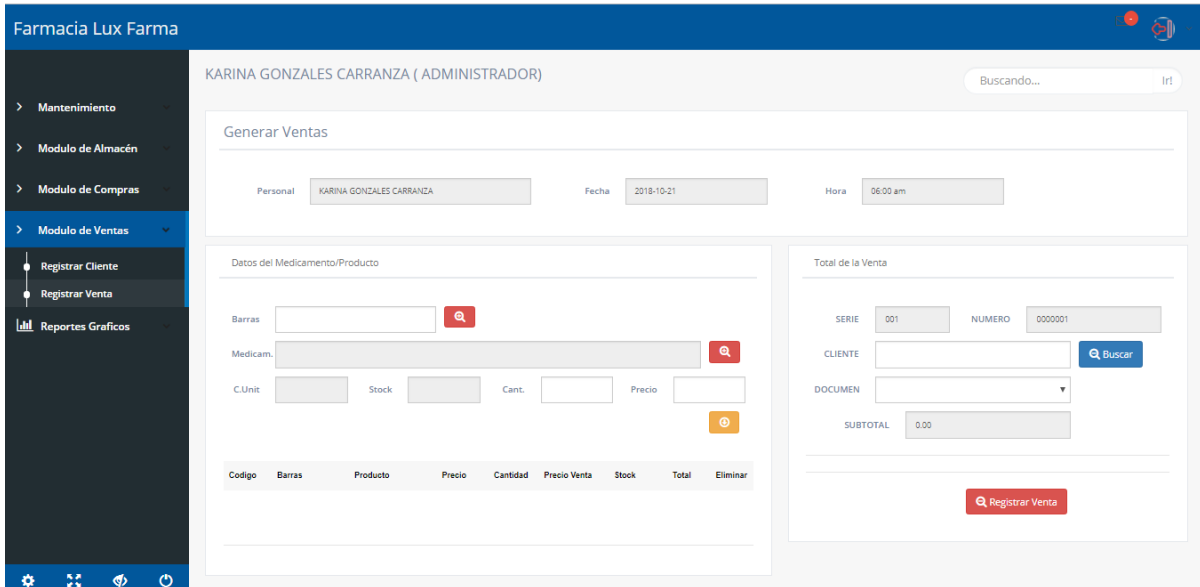 Farmacia Lux Farma
KARINA GONZALES CARRANZA ( ADMINISTRADOR)
Buscando... Ir!
Mantenimiento
Modulo de Almacén
Modulo de Compras
Modulo de Ventas
Registrar Cliente
Registrar Venta
Reportes Graficos
Generar Ventas
Personal KARINA GONZALES CARRANZA Fecha 2018-10-21 Hora 06:00 am
Datos del Medicamento/Producto
Barras
Medicam.
C.Unit Stock Cant. Precio
Codigo Barras Producto Precio Cantidad Precio Venta Stock Total Eliminar
Total de la Venta
SERIE 001 NUMERO 0000001
CLIENTE Buscar
DOCUMEN
SUBTOTAL 0.00
Registrar Venta